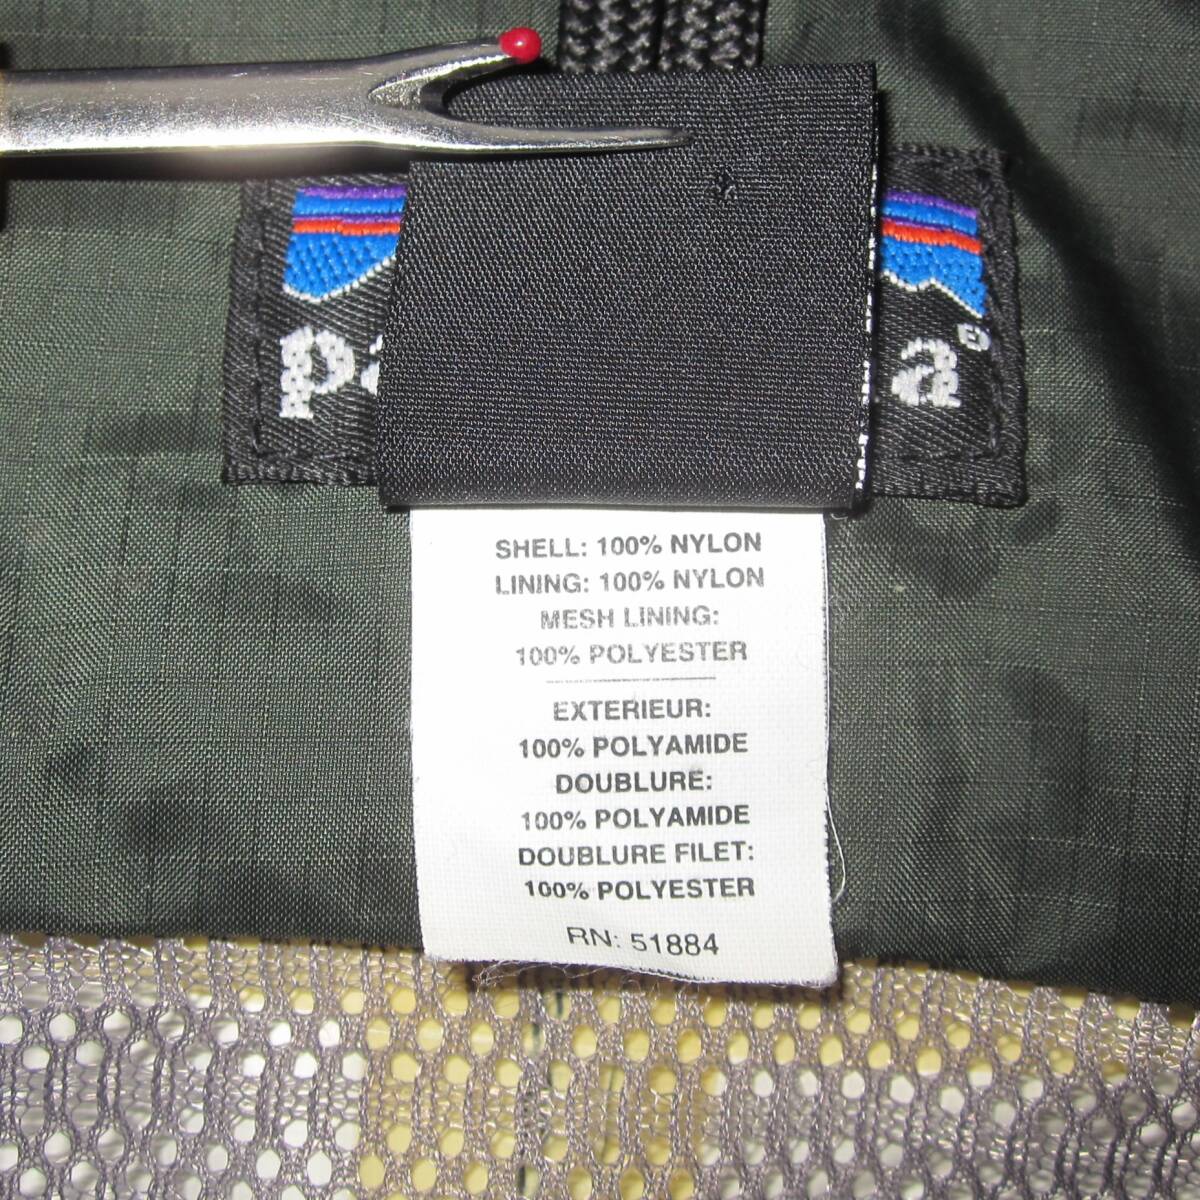 pa
a®
SHELL: 100% NYLON
LINING: 100% NYLON
MESH LINING:
100% POLYESTER
EXTERIEUR:
100% POLYAMIDE
DOUBLURE:
100% POLYAMIDE
DOUBLURE FILET:
100% POLYESTER
RN: 51884